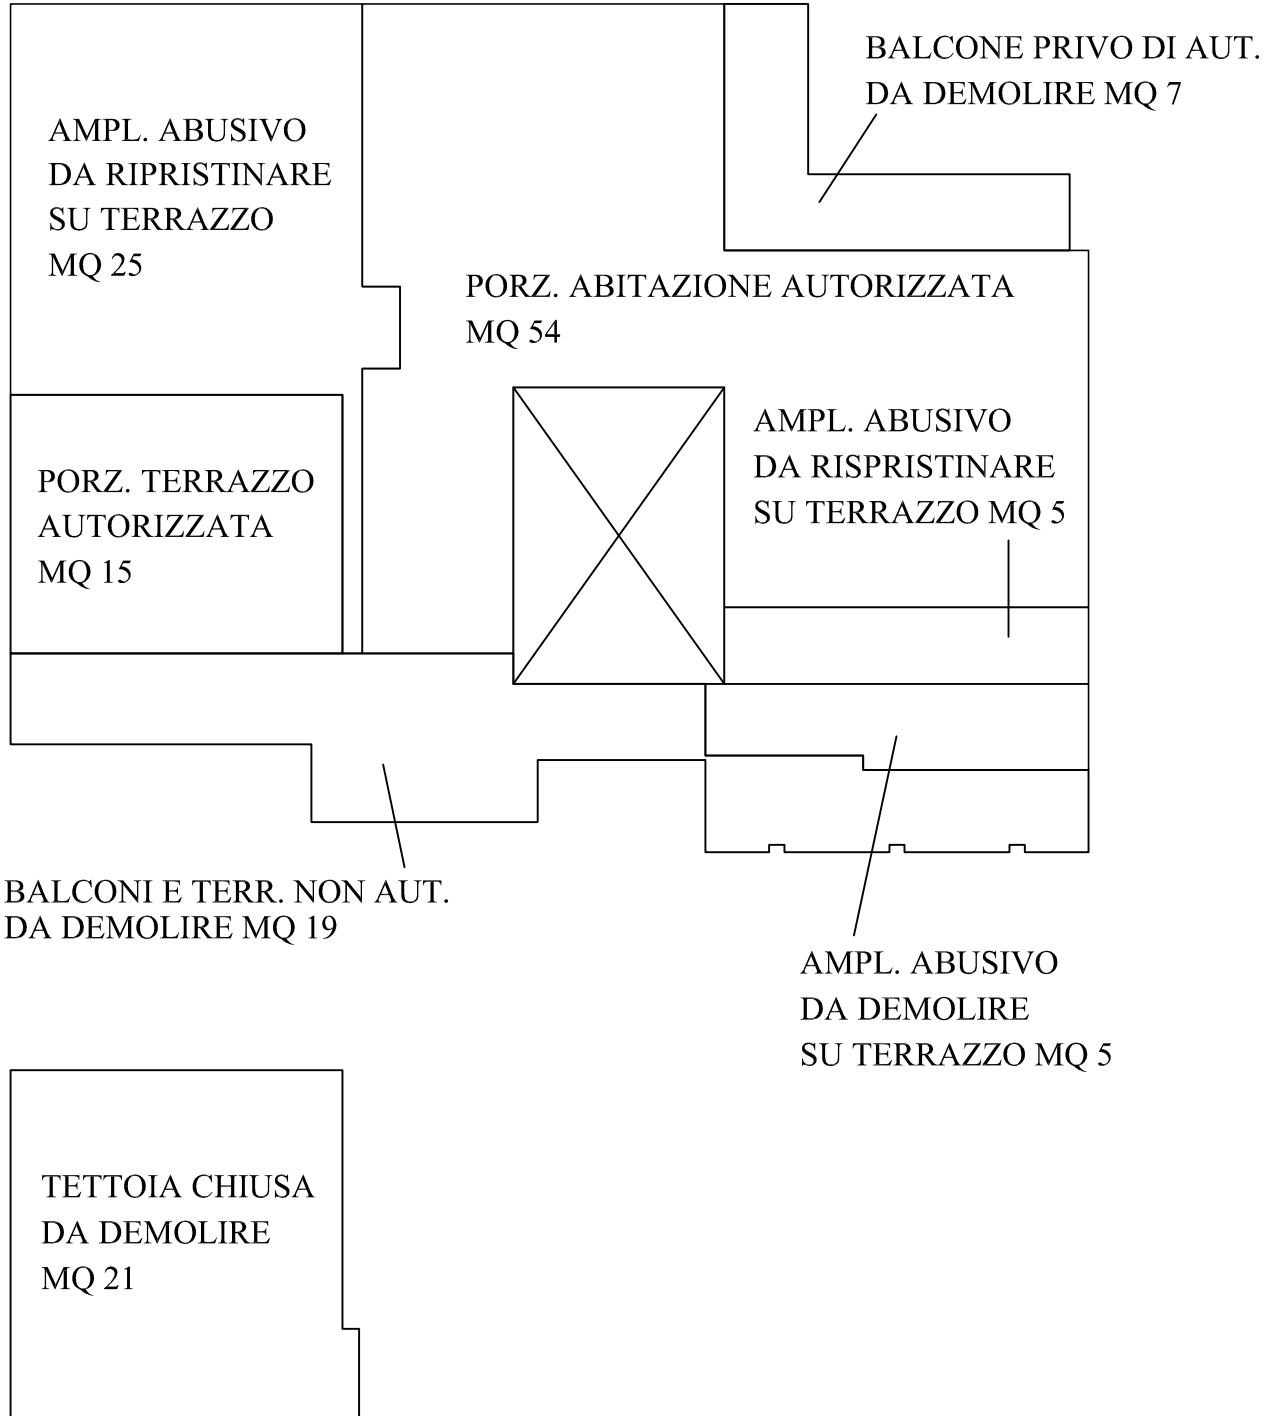 BALCONE PRIVO DI AUT.
DA DEMOLIRE MQ 7
AMPL. ABUSIVO
DA RIPRISTINARE
SU TERRAZZO
MQ 25
PORZ. ABITAZIONE AUTORIZZATA
MQ 54
AMPL. ABUSIVO
DA RISPRISTINARE
SU TERRAZZO MQ 5
PORZ. TERRAZZO
AUTORIZZATA
MQ 15
BALCONI E TERR. NON AUT.
DA DEMOLIRE MQ 19
AMPL. ABUSIVO
DA DEMOLIRE
SU TERRAZZO MQ 5
TETTOIA CHIUSA
DA DEMOLIRE
MQ 21